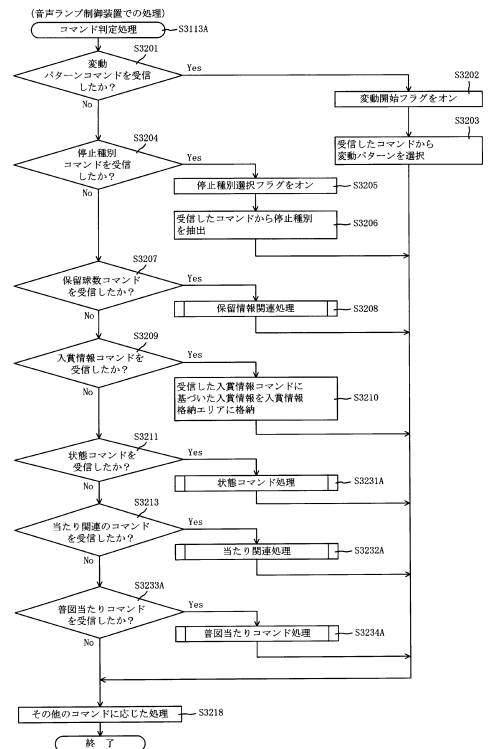 (音声ランプ制御装置での処理)
コマンド判定処理
S3113A
S3201
変動
パターンコマンドを受信
したか？
Yes
No
S3202
変動開始フラグをオン
S3203
受信したコマンドから
変動パターンを選択
S3204
停止種別
コマンドを受信
したか？
Yes
No
停止種別選択フラグをオン
S3205
受信したコマンドから停止種別
を抽出
S3206
S3207
保留球数コマンド
を受信したか？
Yes
No
保留情報関連処理
S3208
S3209
入賞情報コマンドを
受信したか？
Yes
No
受信した入賞情報コマンドに
基づいた入賞情報を入賞情報
格納エリアに格納
S3210
S3211
状態コマンドを
受信したか？
Yes
No
状態コマンド処理
S3231A
S3213
当たり関連のコマンド
を受信したか？
Yes
No
当たり関連処理
S3232A
S3233A
普図当たりコマンド
を受信したか？
Yes
No
普図当たりコマンド処理
S3234A
その他のコマンドに応じた処理
S3218
終 了